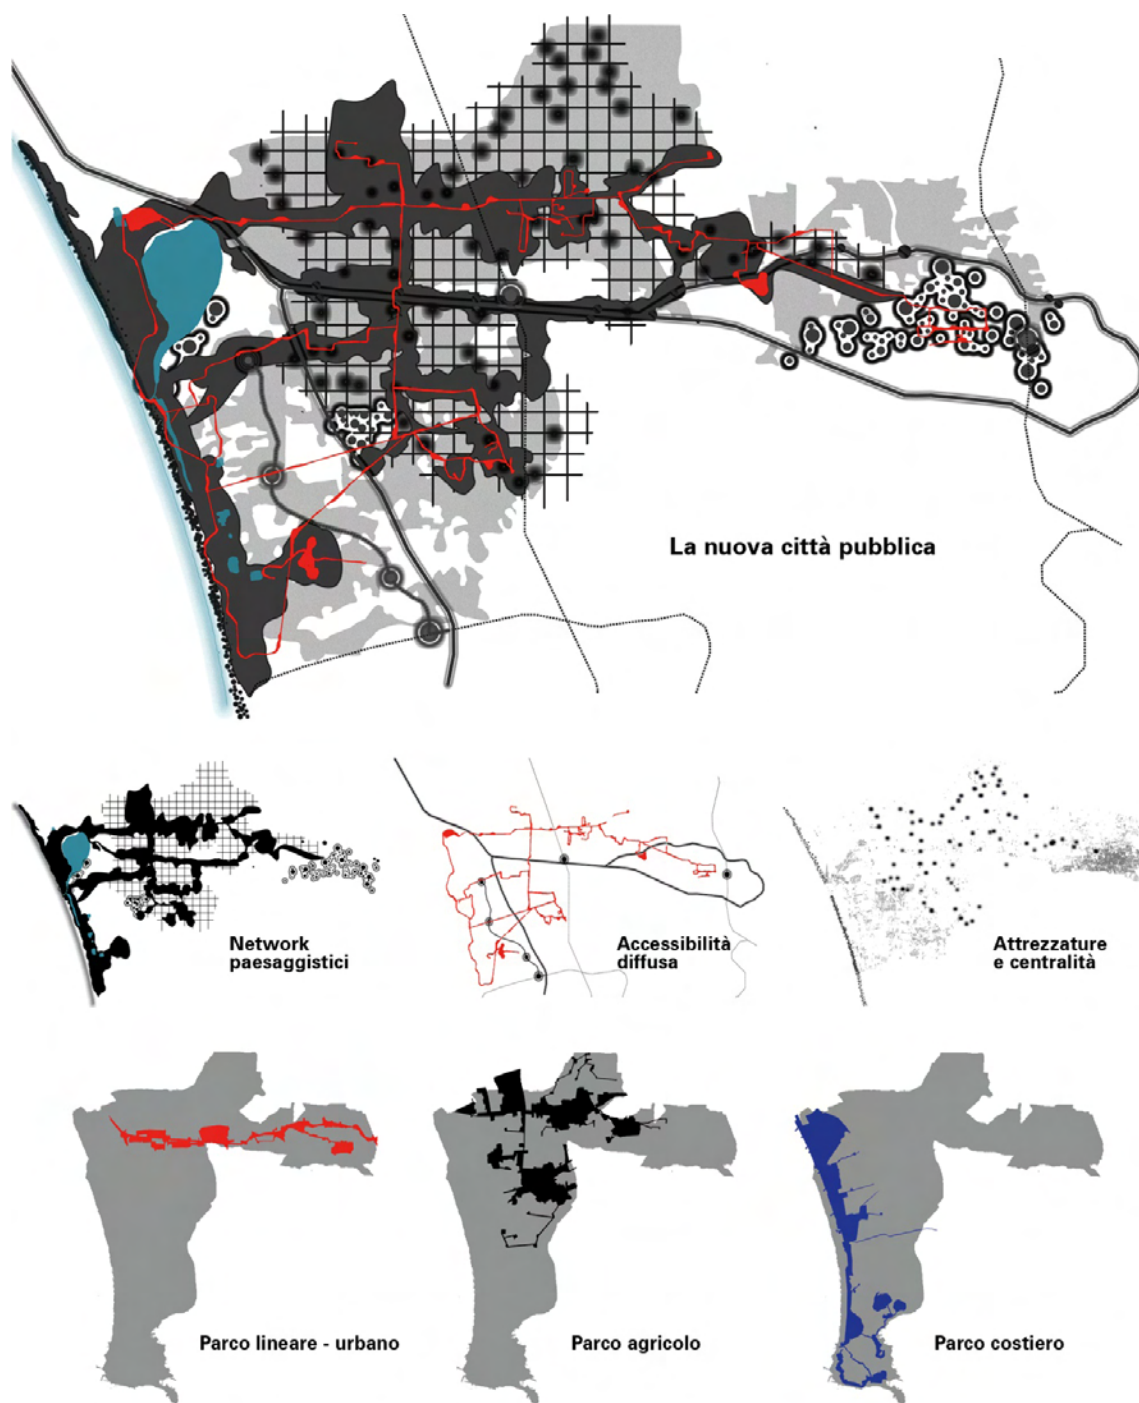 La nuova città pubblica
Network
paesaggistici
Accessibilità
diffusa
Attrezzature
e centralità
Parco lineare - urbano
Parco agricolo
Parco costiero